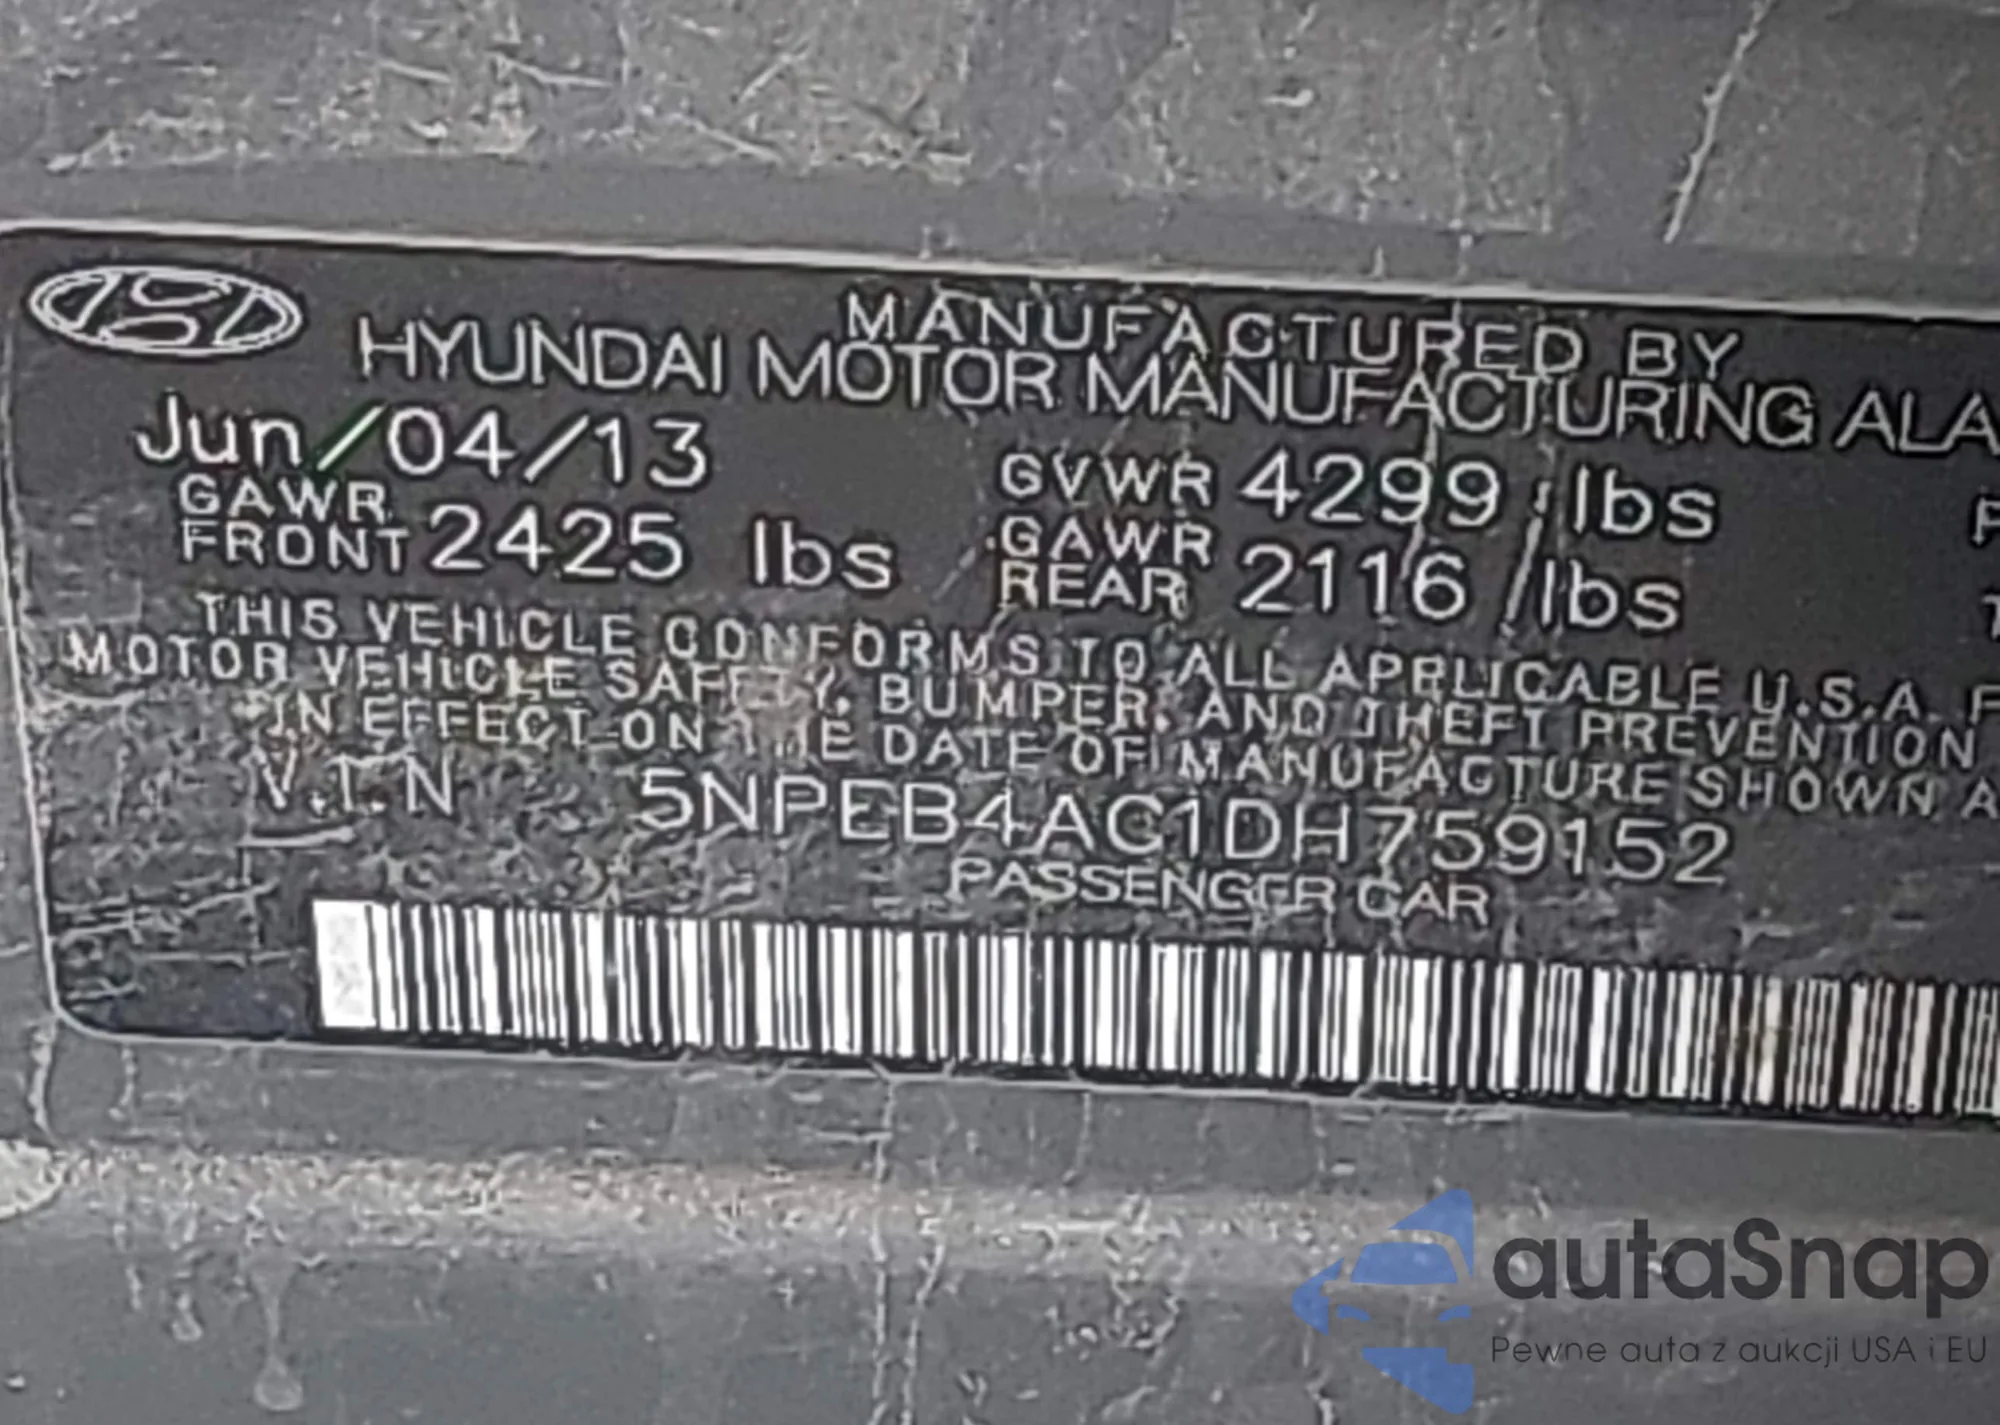 MANUFACTURED BY
HYUNDAI MOTOR MANUFACTURING ALA
Jun/04/13
GVWR 4299 lbs
GAWR FRONT 2425 lbs
GAWR REAR 2116 lbs
THIS VEHICLE CONFORMS TO ALL APPLICABLE U.S.A. F
MOTOR VEHICLE SAFETY, BUMPER, AND THEFT PREVENTION
IN EFFECT ON THE DATE OF MANUFACTURE SHOWN A
V.I.N 5NPEB4AC1DH759152
PASSENGER CAR
autaSnap
Pewne auta z aukcji USA i EU